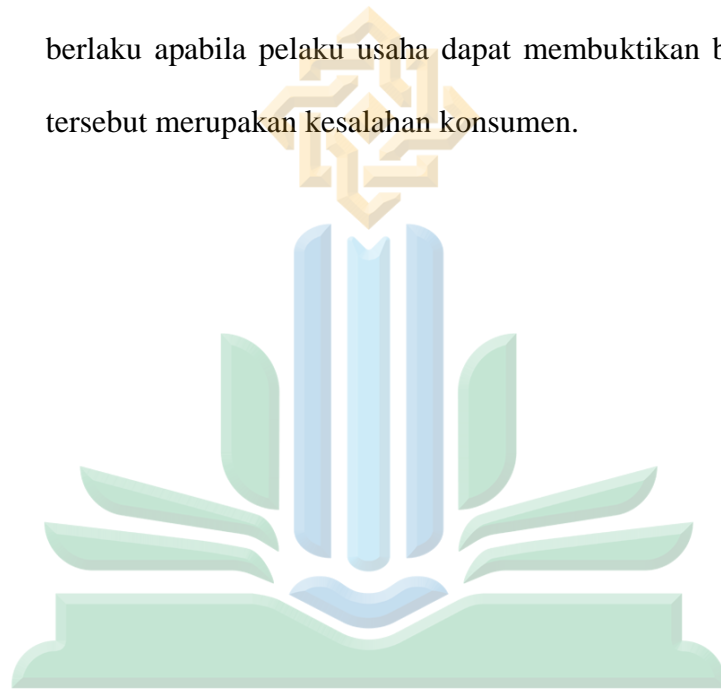 berlaku apabila pelaku usaha dapat membuktikan
tersebut merupakan kesalahan konsumen.